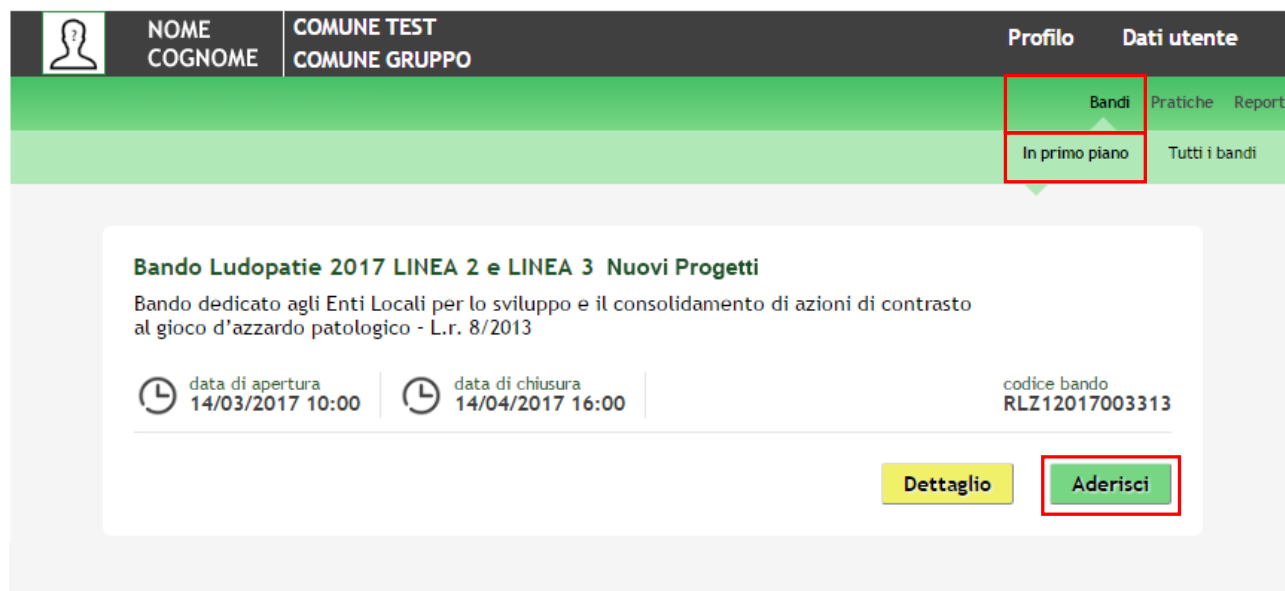 NOME
COGNOME
COMUNE TEST
COMUNE GRUPPO
Profilo Dati utente
Bandi Pratiche Report
In primo piano Tutti i bandi
Bando Ludopatie 2017 LINEA 2 e LINEA 3 Nuovi Progetti
Bando dedicato agli Enti Locali per lo sviluppo e il consolidamento di azioni di contrasto
al gioco d'azzardo patologico - L.r. 8/2013
data di apertura
14/03/2017 10:00
data di chiusura
14/04/2017 16:00
codice bando
RLZ12017003313
Dettaglio Aderisci